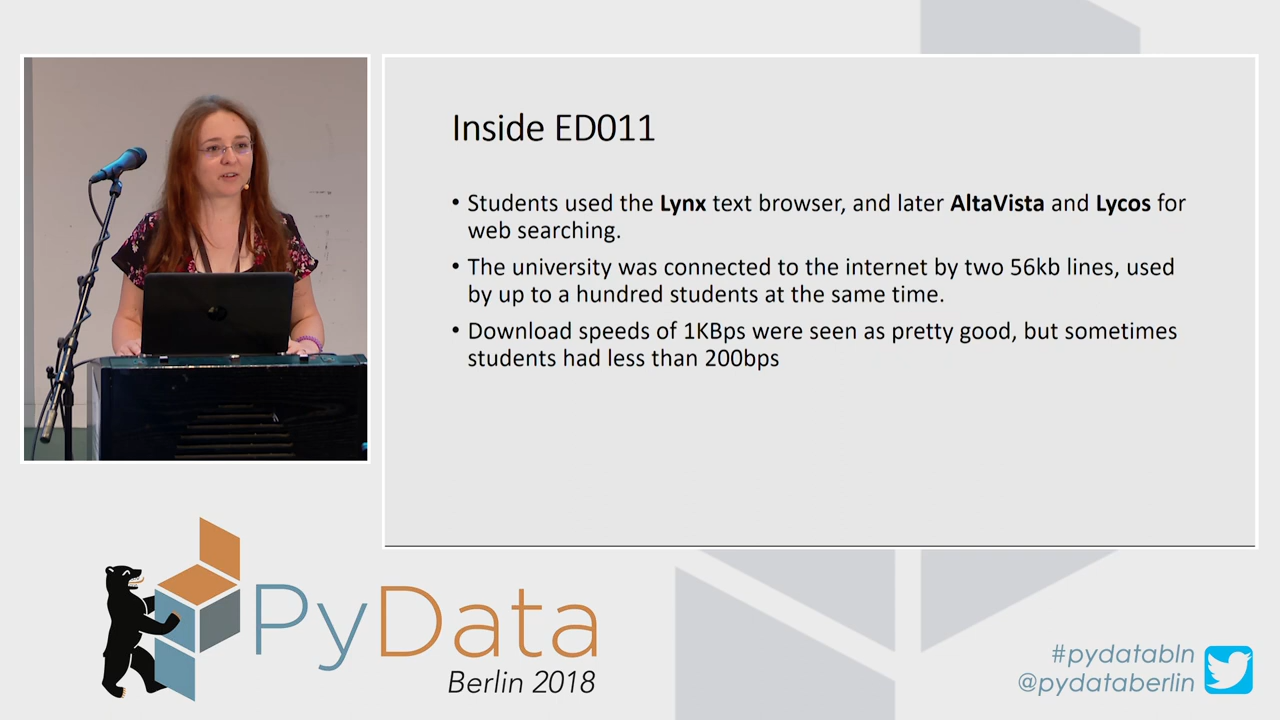 Inside ED011
• Students used the Lynx text browser, and later AltaVista and Lycos for
web searching.
• The university was connected to the internet by two 56kb lines, used
by up to a hundred students at the same time.
• Download speeds of 1KBps were seen as pretty good, but sometimes
students had less than 200bps
PyData
Berlin 2018
#pydatabln
@pydataberlin